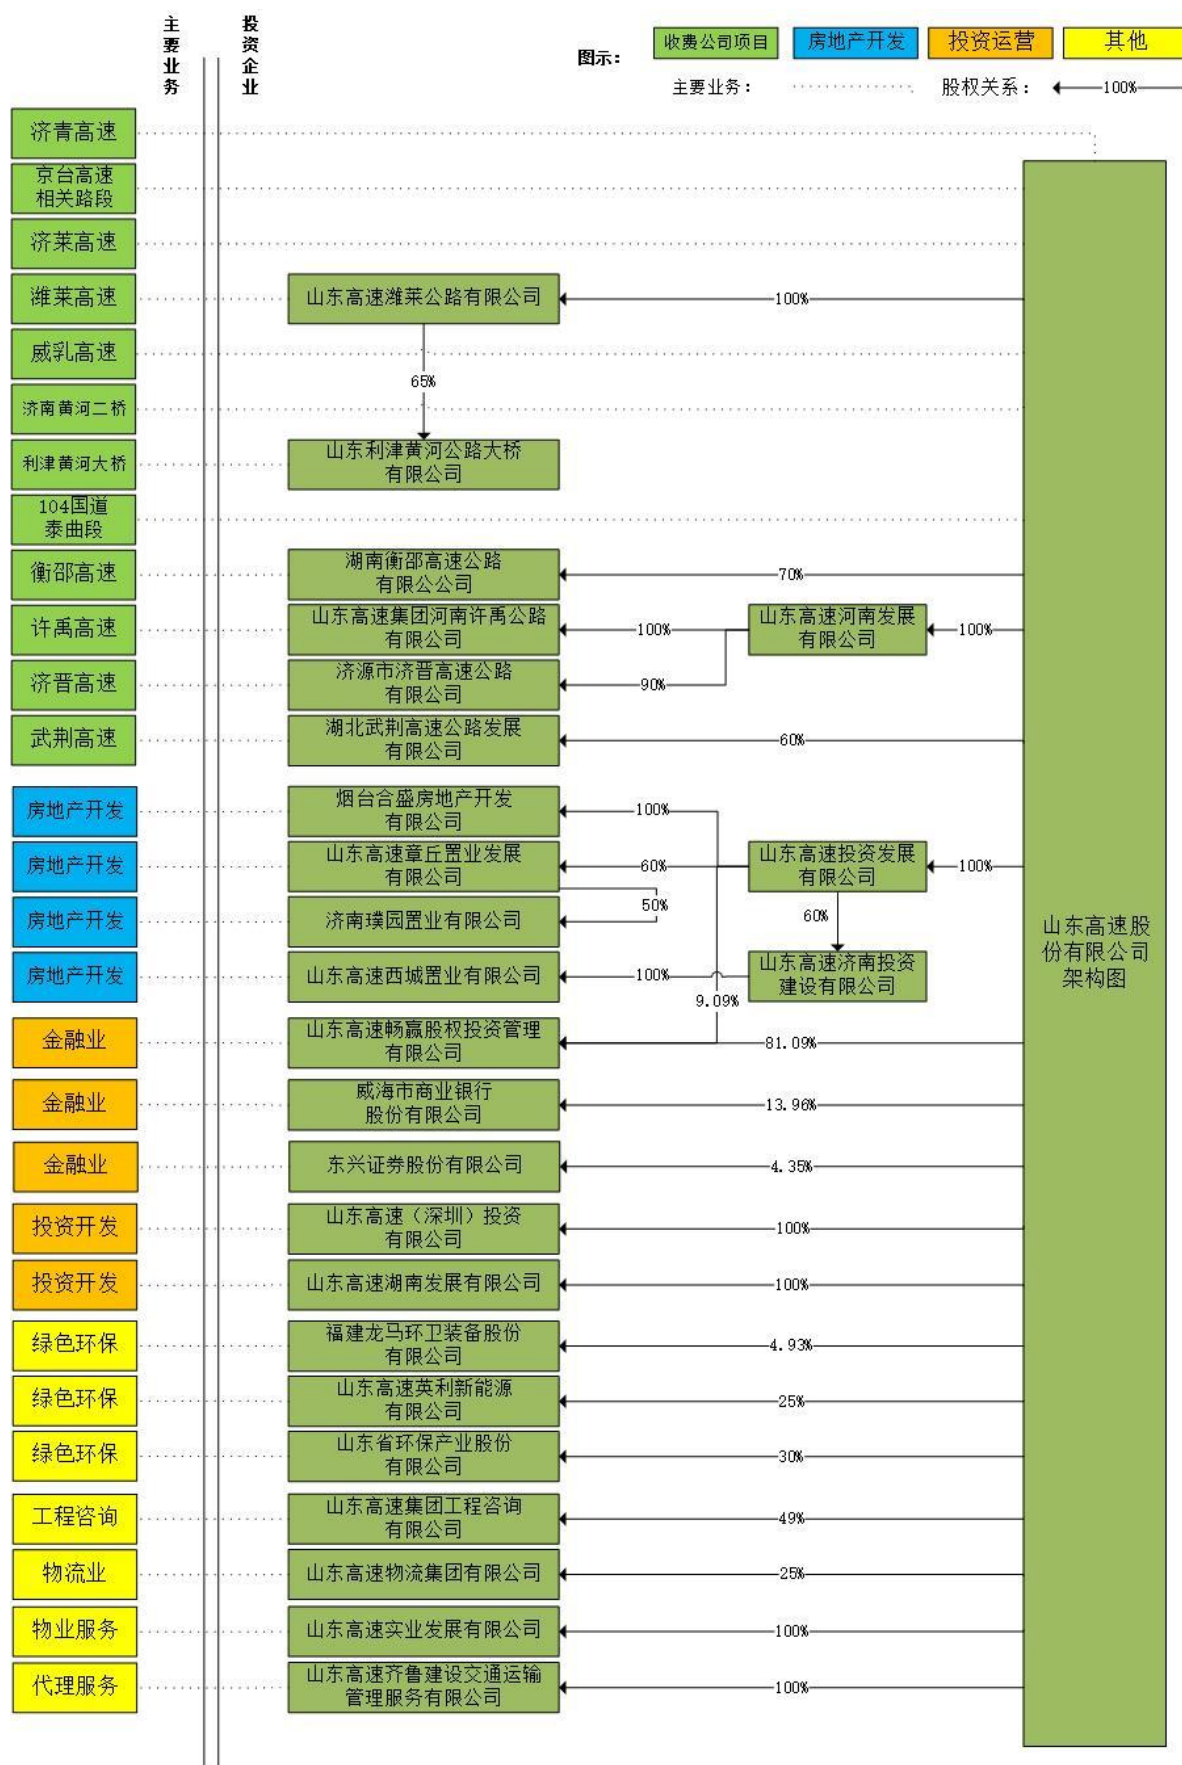 主要业务
投资企业
图示：
收费公司项目
房地产开发
投资运营
其他
主要业务：
股权关系：
100%
济青高速
京台高速
相关路段
济莱高速
潍莱高速
山东高速潍莱公路有限公司
100%
威乳高速
65%
济南黄河二桥
利津黄河大桥
山东利津黄河公路大桥
有限公司
104国道
泰曲段
衡邵高速
湖南衡邵高速公路
有限公公司
70%
许禹高速
山东高速集团河南许禹公路
有限公司
100%
山东高速河南发展
有限公司
100%
济晋高速
济源市济晋高速公路
有限公司
90%
武荆高速
湖北武荆高速公路发展
有限公司
60%
房地产开发
烟台合盛房地产开发
有限公司
100%
房地产开发
山东高速章丘置业发展
有限公司
60%
山东高速投资发展
有限公司
100%
50%
60%
房地产开发
济南璞园置业有限公司
山东高速股
份有限公司
架构图
房地产开发
山东高速西城置业有限公司
100%
山东高速济南投资
建设有限公司
9.09%
金融业
山东高速畅赢股权投资管理
有限公司
81.09%
金融业
威海市商业银行
股份有限公司
13.96%
金融业
东兴证券股份有限公司
4.35%
投资开发
山东高速（深圳）投资
有限公司
100%
投资开发
山东高速湖南发展有限公司
100%
绿色环保
福建龙马环卫装备股份
有限公司
4.93%
绿色环保
山东高速英利新能源
有限公司
25%
绿色环保
山东省环保产业股份
有限公司
30%
工程咨询
山东高速集团工程咨询
有限公司
49%
物流业
山东高速物流集团有限公司
25%
物业服务
山东高速实业发展有限公司
100%
代理服务
山东高速齐鲁建设交通运输
管理服务有限公司
100%